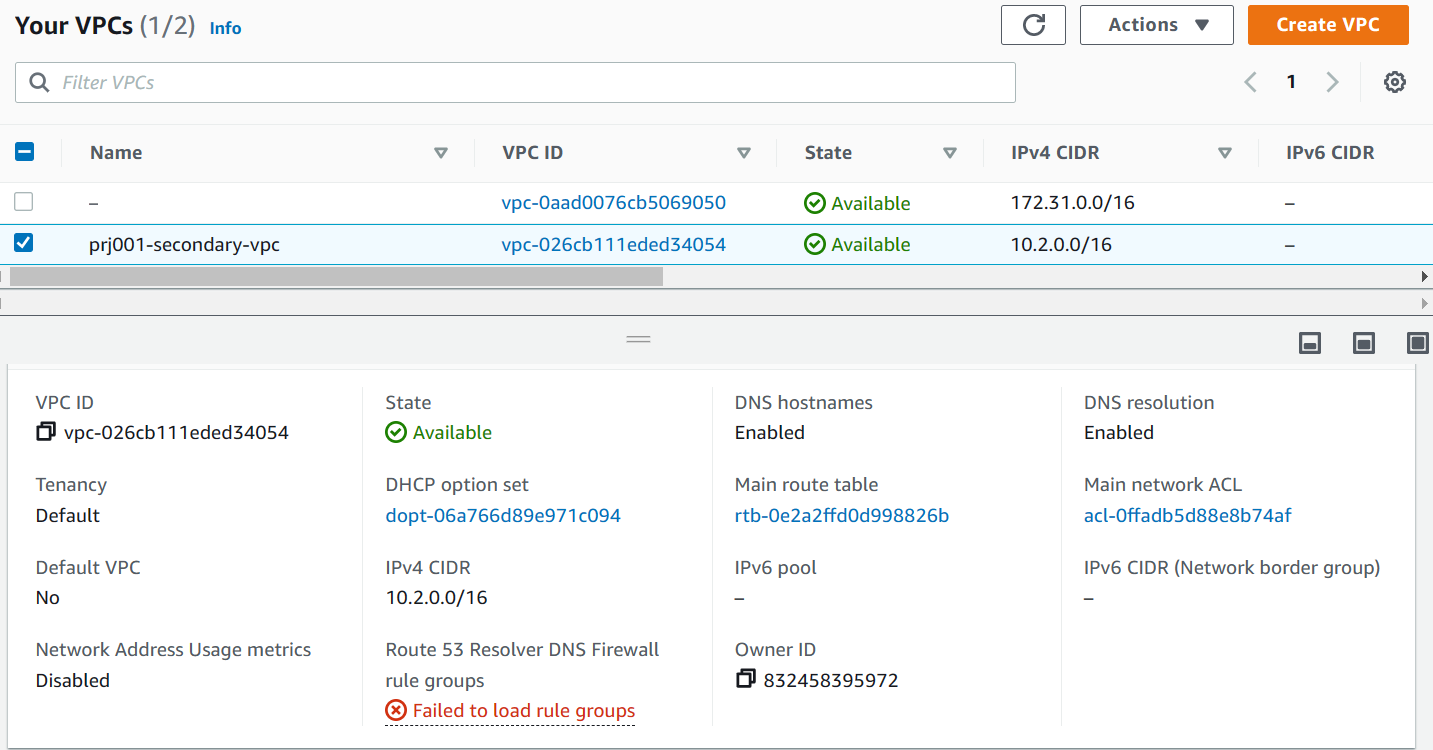 Your VPCs (1/2) Info
Actions
Create VPC
Filter VPCs
1
Name VPC ID State IPv4 CIDR IPv6 CIDR
– vpc-0aad0076cb5069050 Available 172.31.0.0/16 –
prj001-secondary-vpc vpc-026cb111eded34054 Available 10.2.0.0/16 –
VPC ID State DNS hostnames DNS resolution
vpc-026cb111eded34054 Available Enabled Enabled
Tenancy DHCP option set Main route table Main network ACL
Default dopt-06a766d89e971c094 rtb-0e2a2ffd0d998826b acl-0ffadb5d88e8b74af
Default VPC IPv4 CIDR IPv6 pool IPv6 CIDR (Network border group)
No 10.2.0.0/16 – –
Network Address Usage metrics Route 53 Resolver DNS Firewall Owner ID
Disabled rule groups 832458395972
Failed to load rule groups